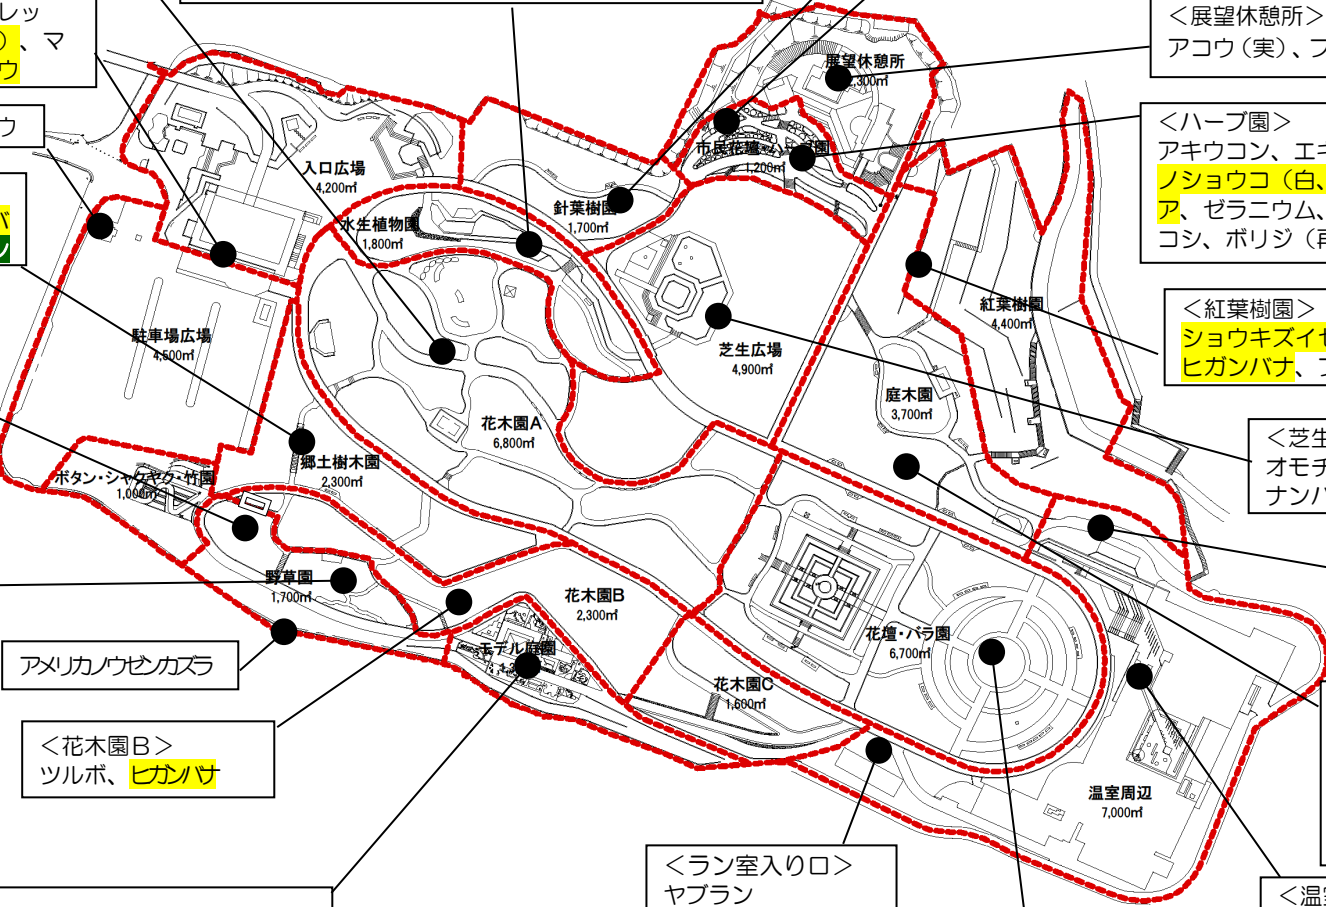 レッ
）、マ
ウ
ウ
バ
ン
＜展望休憩所＞
アコウ（実）、フ
＜ハーブ園＞
アキウコン、エキ
ノショウコ（白、
ア、ゼラニウム、
コシ、ボリジ（再
＜紅葉樹園＞
ショウキズイセ
ヒガンバナ、フ
＜芝生
オモチ
ナンバ
展望休憩所
2,300㎡
市民花壇・ハーブ園
1,200㎡
入口広場
4,200㎡
針葉樹園
1,700㎡
水生植物園
1,800㎡
紅葉樹園
4,400㎡
駐車場広場
4,500㎡
芝生広場
4,900㎡
庭木園
3,700㎡
花木園A
6,800㎡
郷土樹木園
2,300㎡
ボタン・シャクヤク・竹園
1,000㎡
野草園
1,700㎡
花木園B
2,300㎡
花壇・バラ園
6,700㎡
モデル庭園
花木園C
1,600㎡
温室周辺
7,000㎡
アメリカノウゼンカズラ
＜花木園Ｂ＞
ツルボ、ヒガンバナ
＜ラン室入り口＞
ヤブラン
＜温室